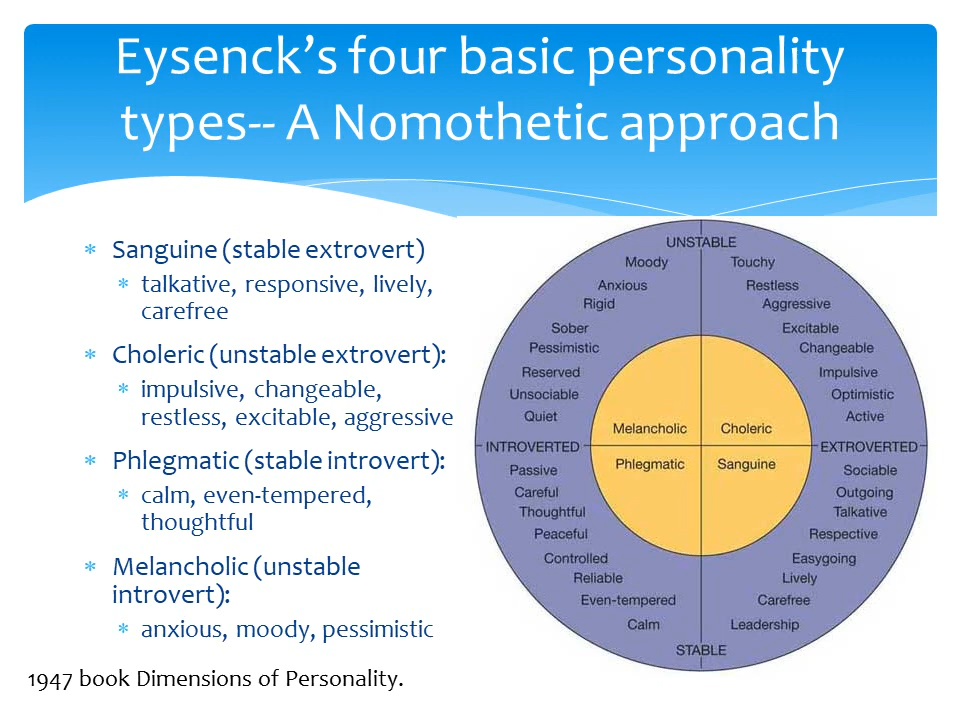 Eysenck’s four basic personality
types-- A Nomothetic approach
Sanguine (stable extrovert)
talkative, responsive, lively,
carefree
Choleric (unstable extrovert):
impulsive, changeable,
restless, excitable, aggressive
Phlegmatic (stable introvert):
calm, even-tempered,
thoughtful
Melancholic (unstable
introvert):
anxious, moody, pessimistic
1947 book Dimensions of Personality.
UNSTABLE
Moody
Anxious
Rigid
Sober
Pessimistic
Reserved
Unsociable
Quiet
Touchy
Restless
Aggressive
Excitable
Changeable
Impulsive
Optimistic
Active
Melancholic
Choleric
INTROVERTED
EXTROVERTED
Phlegmatic
Sanguine
Passive
Careful
Thoughtful
Peaceful
Controlled
Reliable
Even-tempered
Calm
Sociable
Outgoing
Talkative
Respective
Easygoing
Lively
Carefree
Leadership
STABLE